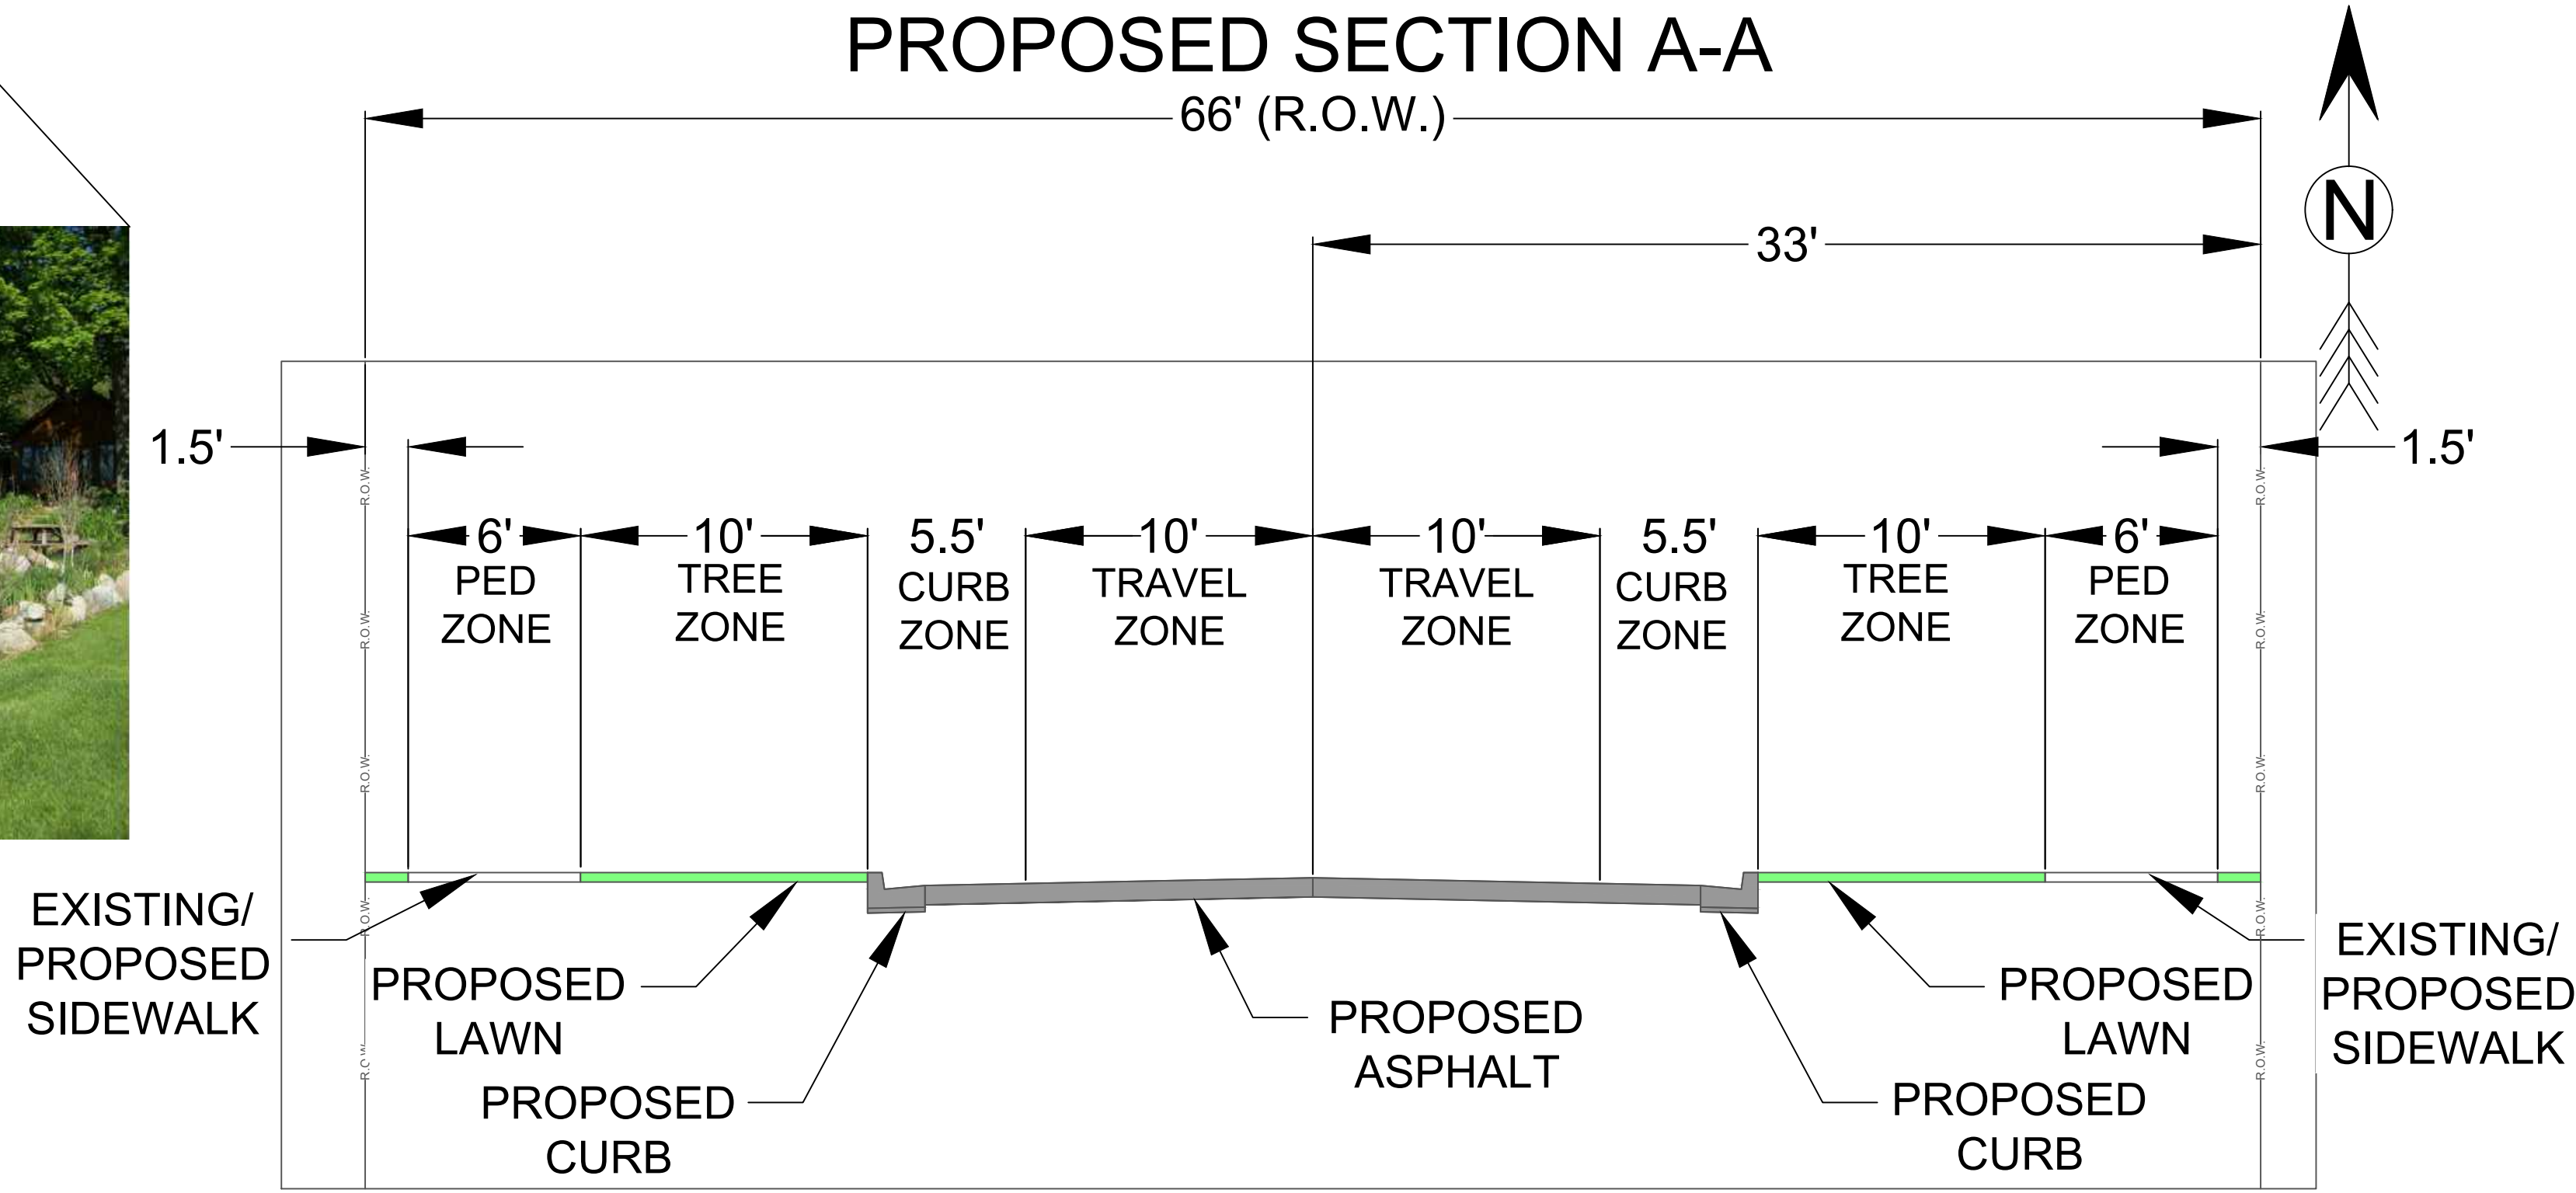 PROPOSED SECTION A-A
66' (R.O.W.)
N
33'
1.5'
1.5'
6'
10'
5.5'
10'
10'
5.5'
10'
6'
PED
ZONE
TREE
ZONE
CURB
ZONE
TRAVEL
ZONE
TRAVEL
ZONE
CURB
ZONE
TREE
ZONE
PED
ZONE
R.O.W.
R.O.W.
R.O.W.
R.O.W.
R.O.W.
R.O.W.
R.O.W.
R.O.W.
R.O.W.
R.O.W.
EXISTING/
PROPOSED
SIDEWALK
PROPOSED
LAWN
PROPOSED
CURB
PROPOSED
ASPHALT
PROPOSED
LAWN
PROPOSED
CURB
EXISTING/
PROPOSED
SIDEWALK